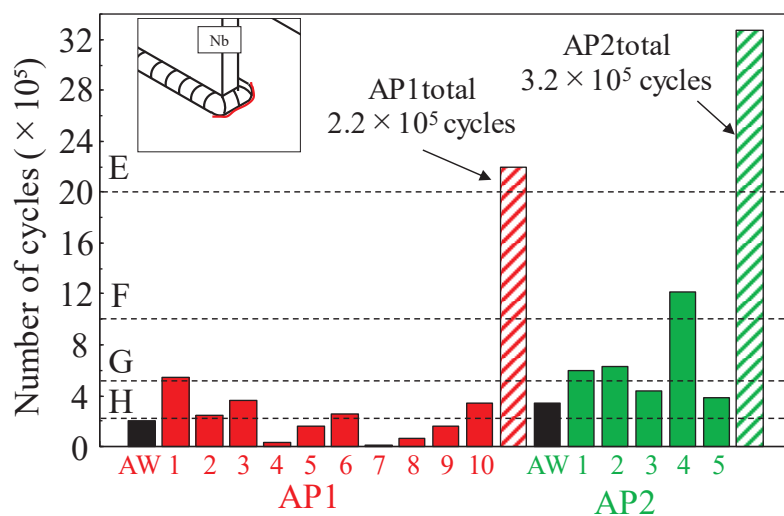 Number of cycles (× 10⁵)
32
28
24
20
16
12
8
4
0
Nb
AP1total
2.2 × 10⁵ cycles
AP2total
3.2 × 10⁵ cycles
E
F
G
H
AW 1 2 3 4 5 6 7 8 9 10 AW 1 2 3 4 5
AP1 AP2